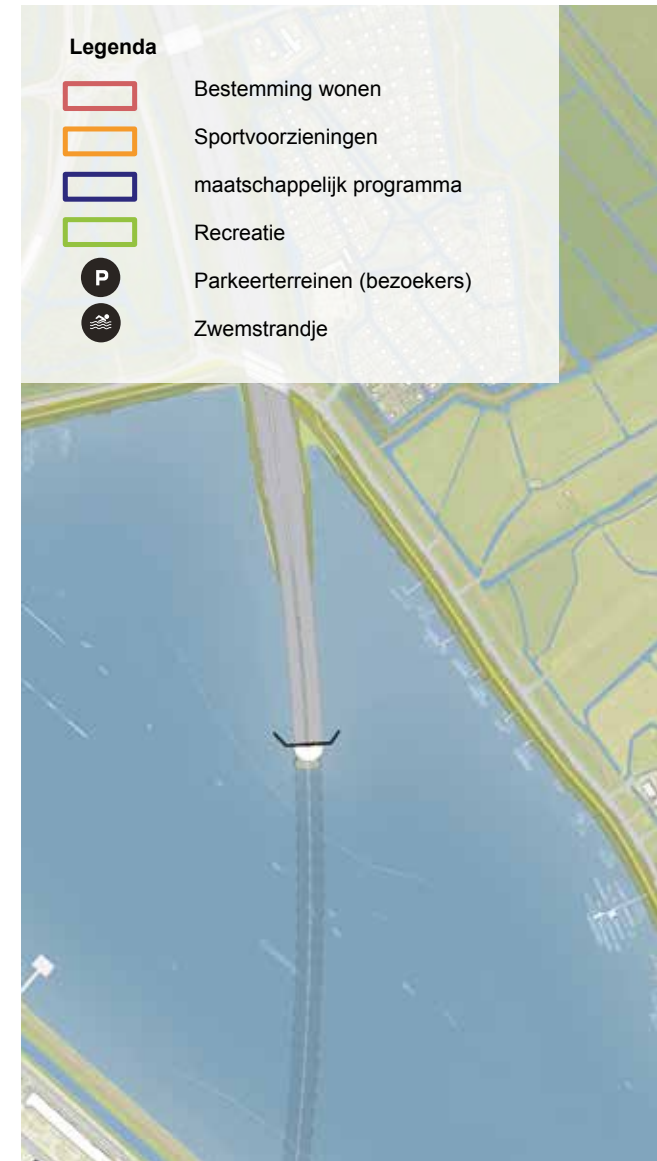 Legenda
Bestemming wonen
Sportvoorzieningen
maatschappelijk programma
Recreatie
P Parkeerterreinen (bezoekers)
Zwemstrandje